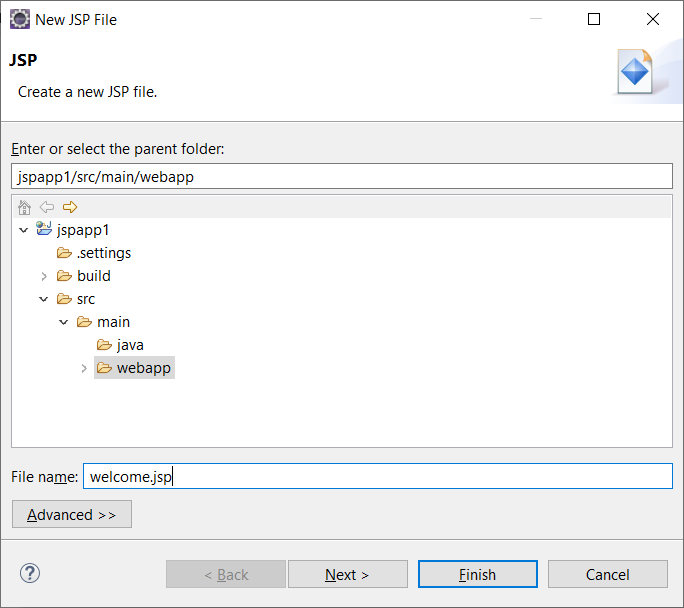 New JSP File
JSP
Create a new JSP file.
Enter or select the parent folder:
jspapp1/src/main/webapp
jspapp1
.settings
build
src
main
java
webapp
File name: welcome.jsp
Advanced >>
? < Back Next > Finish Cancel